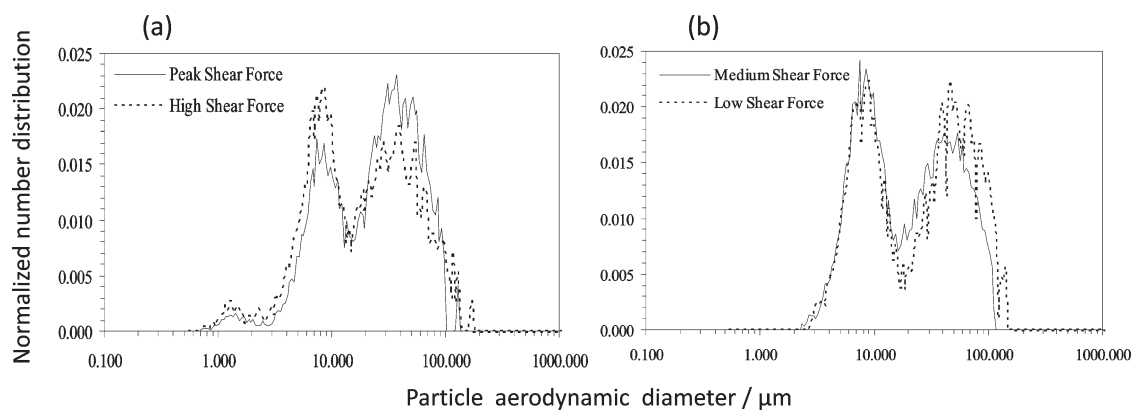 (a)
(b)
Normalized number distribution
0.025
0.020
0.015
0.010
0.005
0.000
Peak Shear Force
High Shear Force
0.100
1.000
10.000
100.000
1000.000
0.025
0.020
0.015
0.010
0.005
0.000
Medium Shear Force
Low Shear Force
0.100
1.000
10.000
100.000
1000.000
Particle aerodynamic diameter / μm